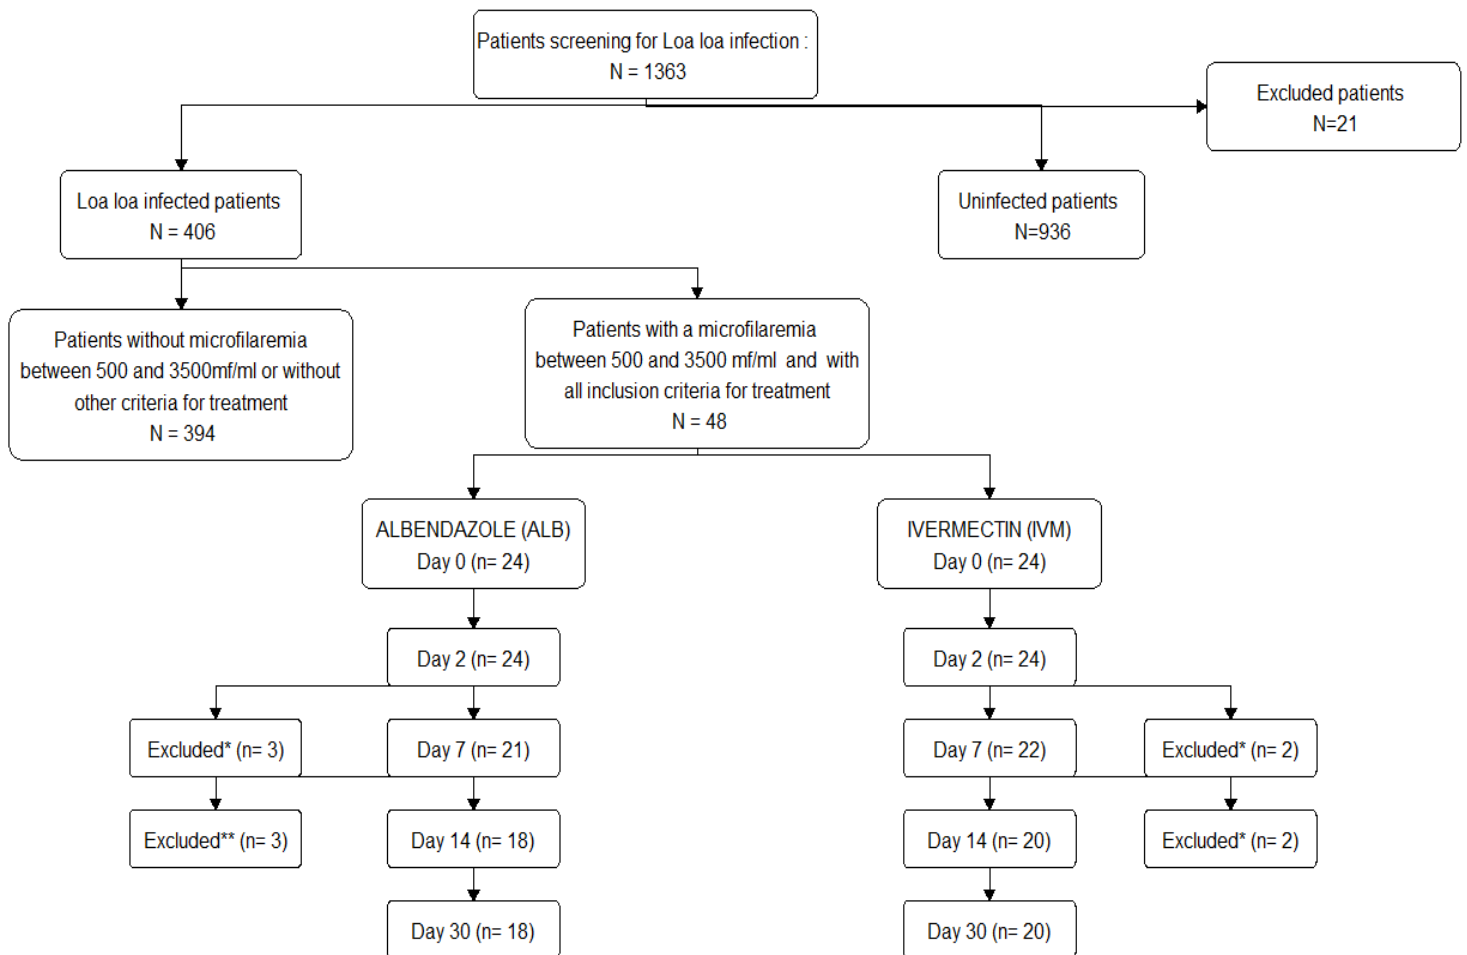 Patients screening for Loa loa infection :
N = 1363
Excluded patients
N=21
Loa loa infected patients
N = 406
Uninfected patients
N=936
Patients without microfilaremia
between 500 and 3500mf/ml or without
other criteria for treatment
N = 394
Patients with a microfilaremia
between 500 and 3500 mf/ml and with
all inclusion criteria for treatment
N = 48
ALBENDAZOLE (ALB)
Day 0 (n= 24)
IVERMECTIN (IVM)
Day 0 (n= 24)
Day 2 (n= 24)
Day 2 (n= 24)
Excluded* (n= 3)
Day 7 (n= 21)
Day 7 (n= 22)
Excluded* (n= 2)
Excluded** (n= 3)
Day 14 (n= 18)
Day 14 (n= 20)
Excluded* (n= 2)
Day 30 (n= 18)
Day 30 (n= 20)